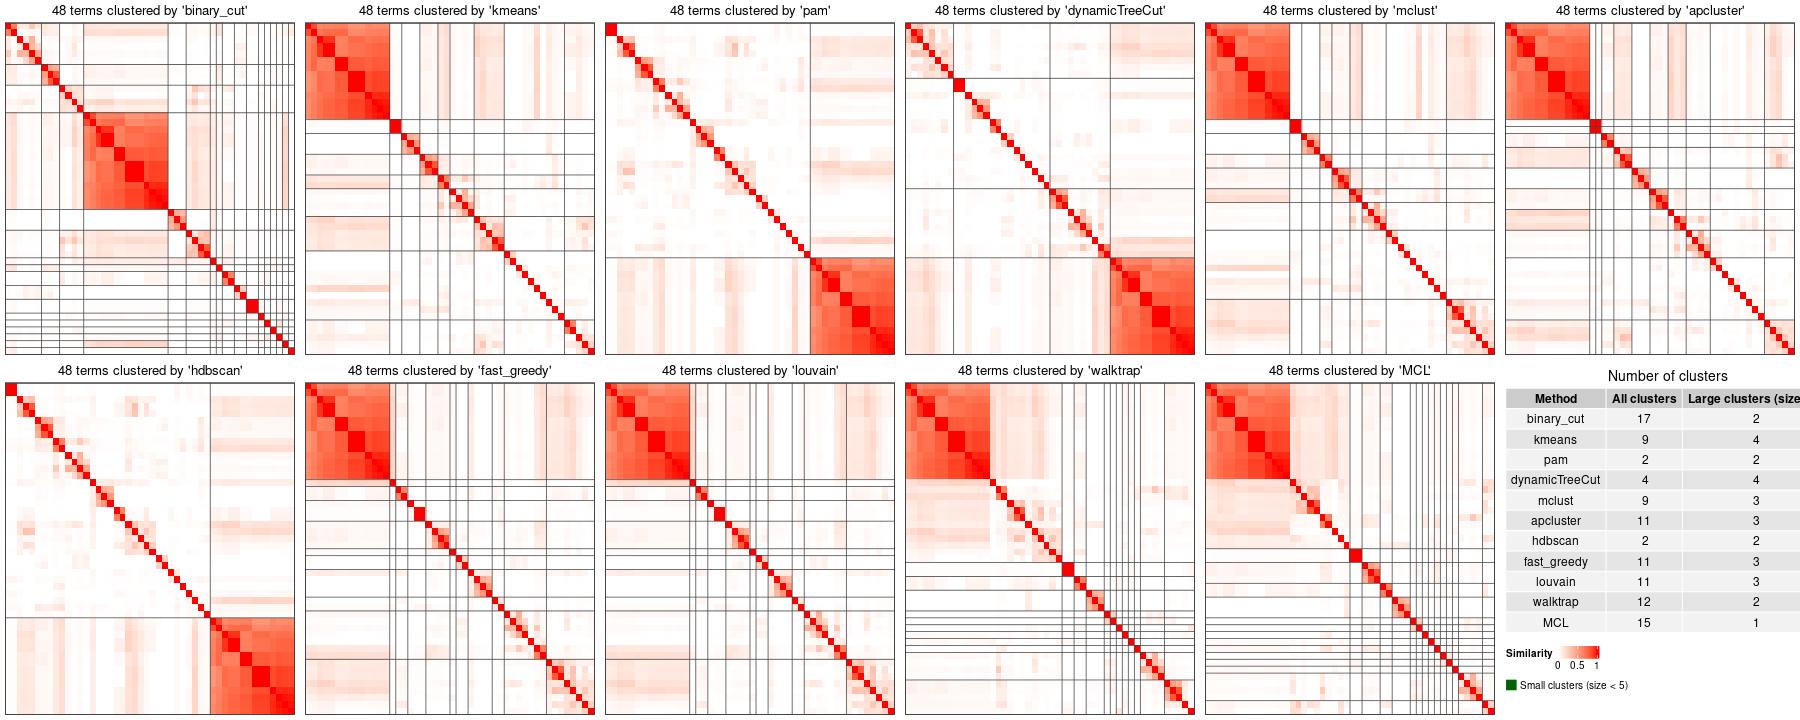 48 terms clustered by 'binary_cut'
48 terms clustered by 'kmeans'
48 terms clustered by 'pam'
48 terms clustered by 'dynamicTreeCut'
48 terms clustered by 'mclust'
48 terms clustered by 'apcluster'
48 terms clustered by 'hdbscan'
48 terms clustered by 'fast_greedy'
48 terms clustered by 'louvain'
48 terms clustered by 'walktrap'
48 terms clustered by 'MCL'
Number of clusters
Method All clusters Large clusters (size
binary_cut 17 2
kmeans 9 4
pam 2 2
dynamicTreeCut 4 4
mclust 9 3
apcluster 11 3
hdbscan 2 2
fast_greedy 11 3
louvain 11 3
walktrap 12 2
MCL 15 1
Similarity
0 0.5 1
Small clusters (size < 5)